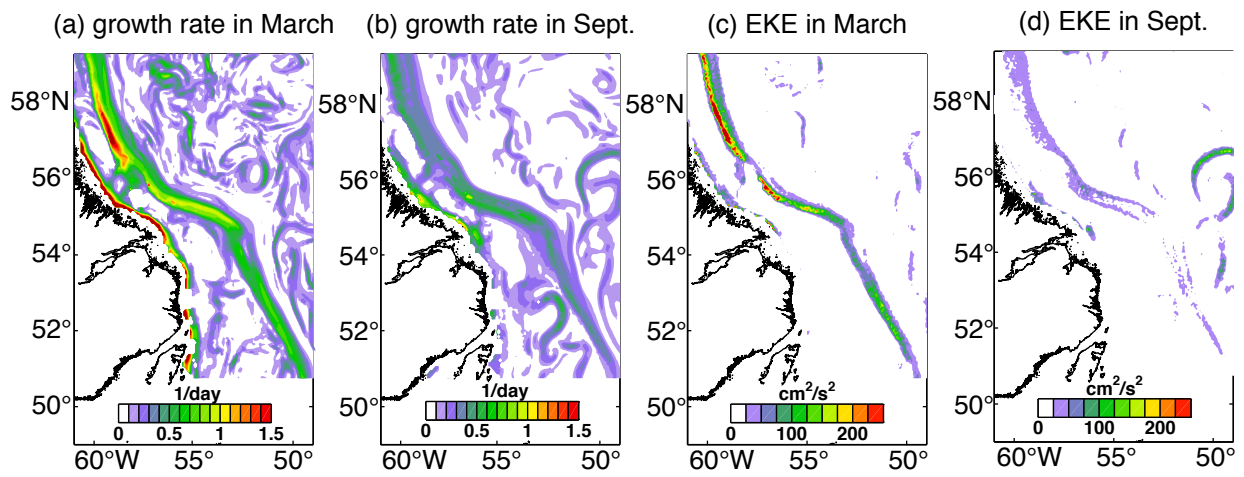 (a) growth rate in March
(b) growth rate in Sept.
(c) EKE in March
(d) EKE in Sept.
58°N
56°
54°
52°
50°
1/day
0 0.5 1 1.5
60°W 55° 50°
58°N
56°
54°
52°
50°
1/day
0 0.5 1 1.5
60°W 55° 50°
58°N
56°
54°
52°
50°
cm²/s²
0 100 200
60°W 55° 50°
58°N
56°
54°
52°
50°
cm²/s²
0 100 200
60°W 55° 50°